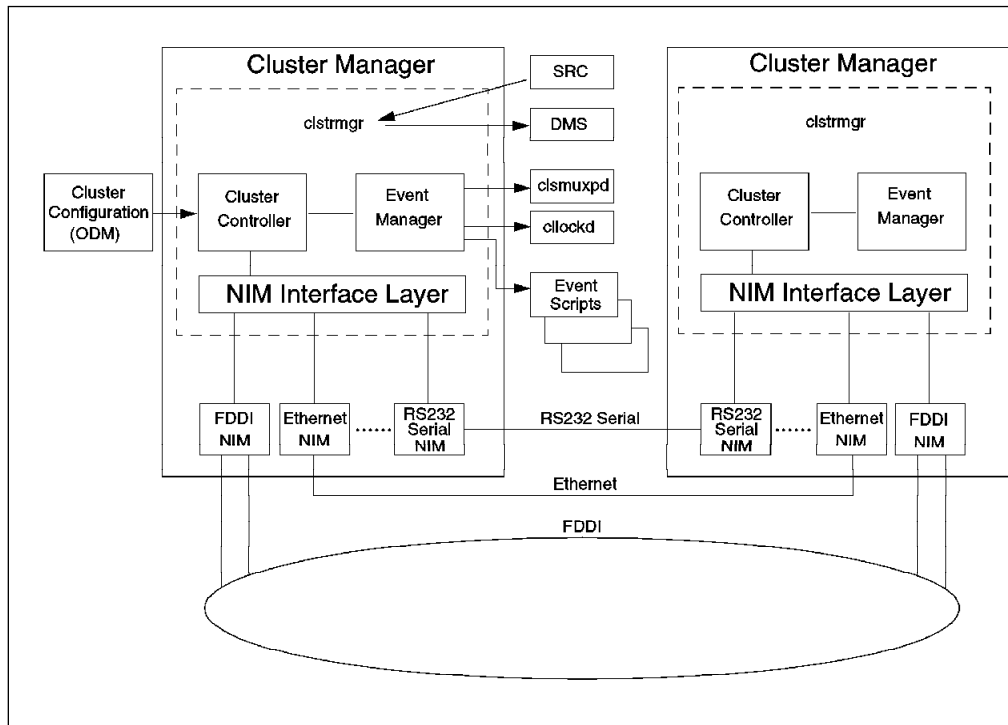 Cluster Manager
SRC
clstrmgr
DMS
Cluster
Configuration
(ODM)
Cluster
Controller
Event
Manager
clsmuxpd
cllockd
Event
Scripts
NIM Interface Layer
FDDI
NIM
Ethernet
NIM
......
RS232
Serial
NIM
RS232 Serial
Cluster Manager
clstrmgr
Cluster
Controller
Event
Manager
NIM Interface Layer
RS232
Serial
NIM
......
Ethernet
NIM
FDDI
NIM
Ethernet
FDDI